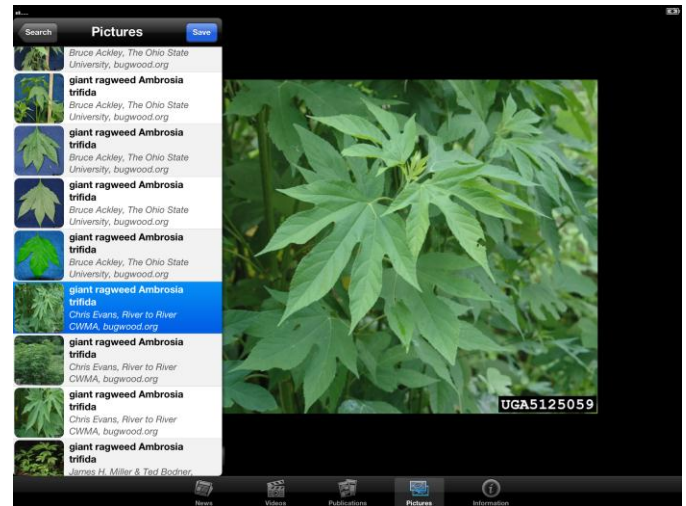 Search
Pictures
Save
Bruce Ackley, The Ohio State
University, bugwood.org
giant ragweed Ambrosia
trifida
Bruce Ackley, The Ohio State
University, bugwood.org
giant ragweed Ambrosia
trifida
Bruce Ackley, The Ohio State
University, bugwood.org
giant ragweed Ambrosia
trifida
Bruce Ackley, The Ohio State
University, bugwood.org
giant ragweed Ambrosia
trifida
Bruce Ackley, The Ohio State
University, bugwood.org
giant ragweed Ambrosia
trifida
Chris Evans, River to River
CWMA, bugwood.org
giant ragweed Ambrosia
trifida
Chris Evans, River to River
CWMA, bugwood.org
giant ragweed Ambrosia
trifida
Chris Evans, River to River
CWMA, bugwood.org
giant ragweed Ambrosia
trifida
James H. Miller & Ted Bodner,
UGA5125059
News
Videos
Publications
Pictures
Information